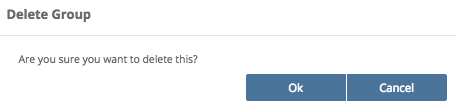 Delete Group
Are you sure you want to delete this?
Ok Cancel